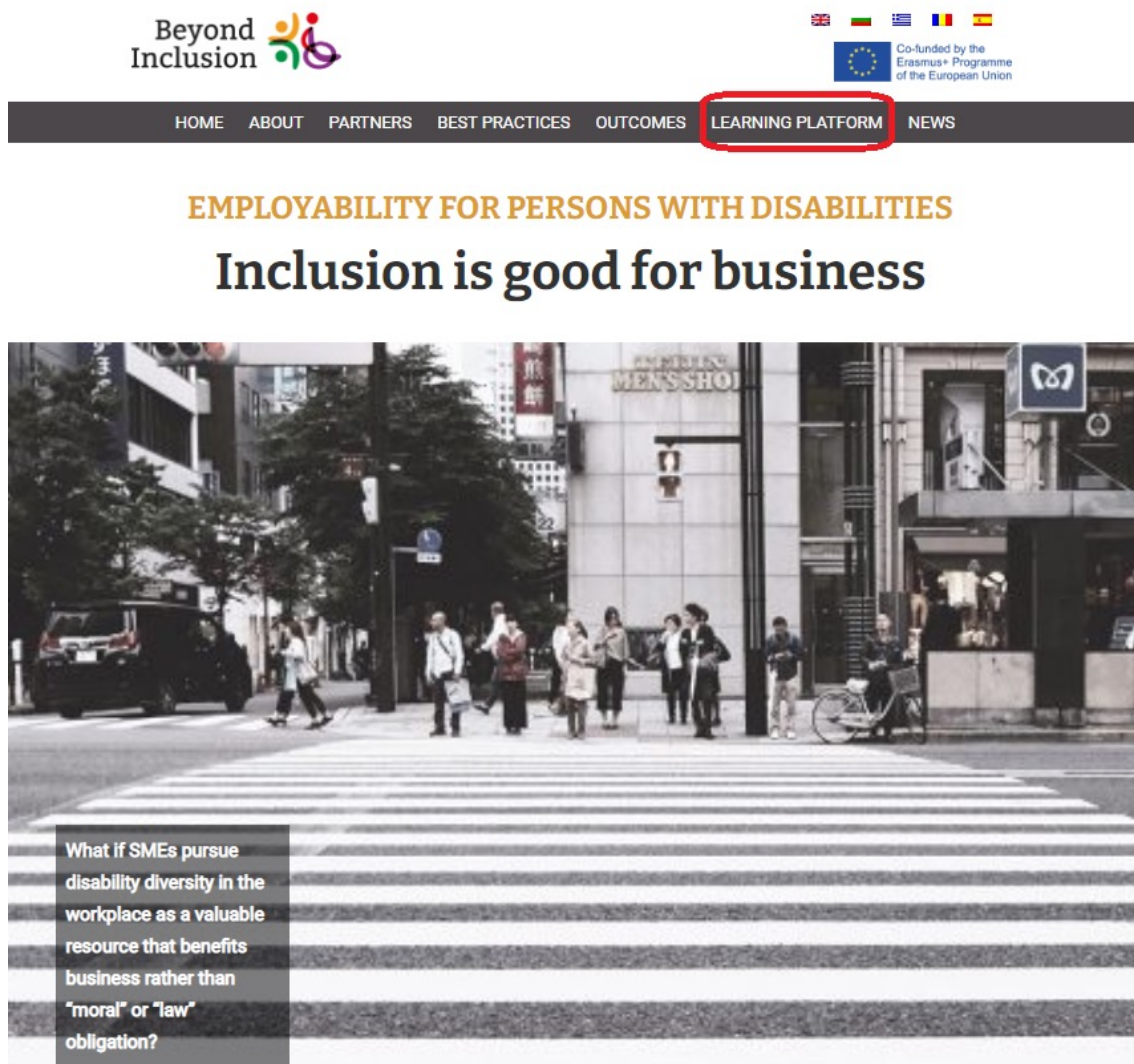 Beyond
Inclusion
Co-funded by the
Erasmus+ Programme
of the European Union
HOME ABOUT PARTNERS BEST PRACTICES OUTCOMES LEARNING PLATFORM NEWS
EMPLOYABILITY FOR PERSONS WITH DISABILITIES
Inclusion is good for business
MEN'S SHOP
22
What if SMEs pursue
disability diversity in the
workplace as a valuable
resource that benefits
business rather than
“moral” or “law”
obligation?